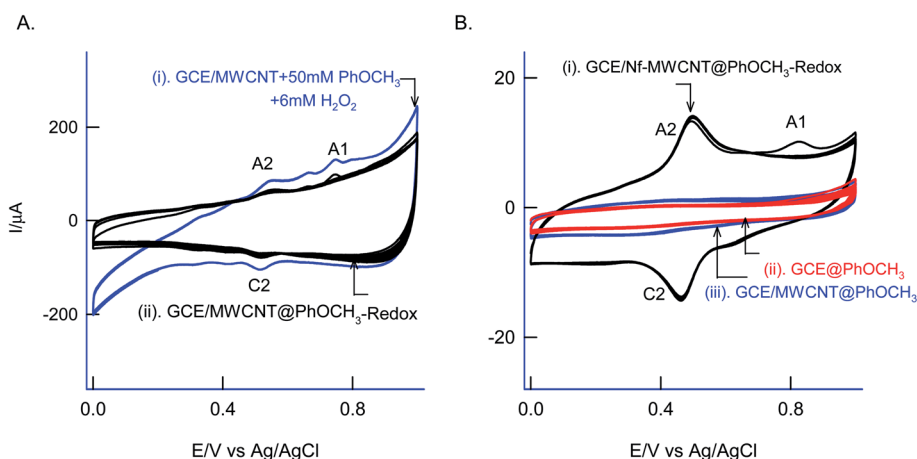 A.
(i). GCE/MWCNT+50mM PhOCH₃
+6mM H₂O₂
200
A2
A1
I/µA
0
C2
-200
(ii). GCE/MWCNT@PhOCH₃-Redox
0.0
0.4
0.8
E/V vs Ag/AgCl
B.
20
(i). GCE/Nf-MWCNT@PhOCH₃-Redox
A2
A1
0
C2
(ii). GCE@PhOCH₃
(iii). GCE/MWCNT@PhOCH₃
-20
0.0
0.4
0.8
E/V vs Ag/AgCl